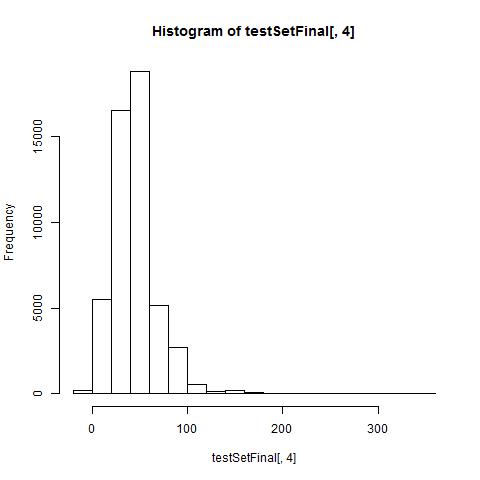 Histogram of testSetFinal[, 4]
Frequency
15000
10000
5000
0
0 100 200 300
testSetFinal[, 4]